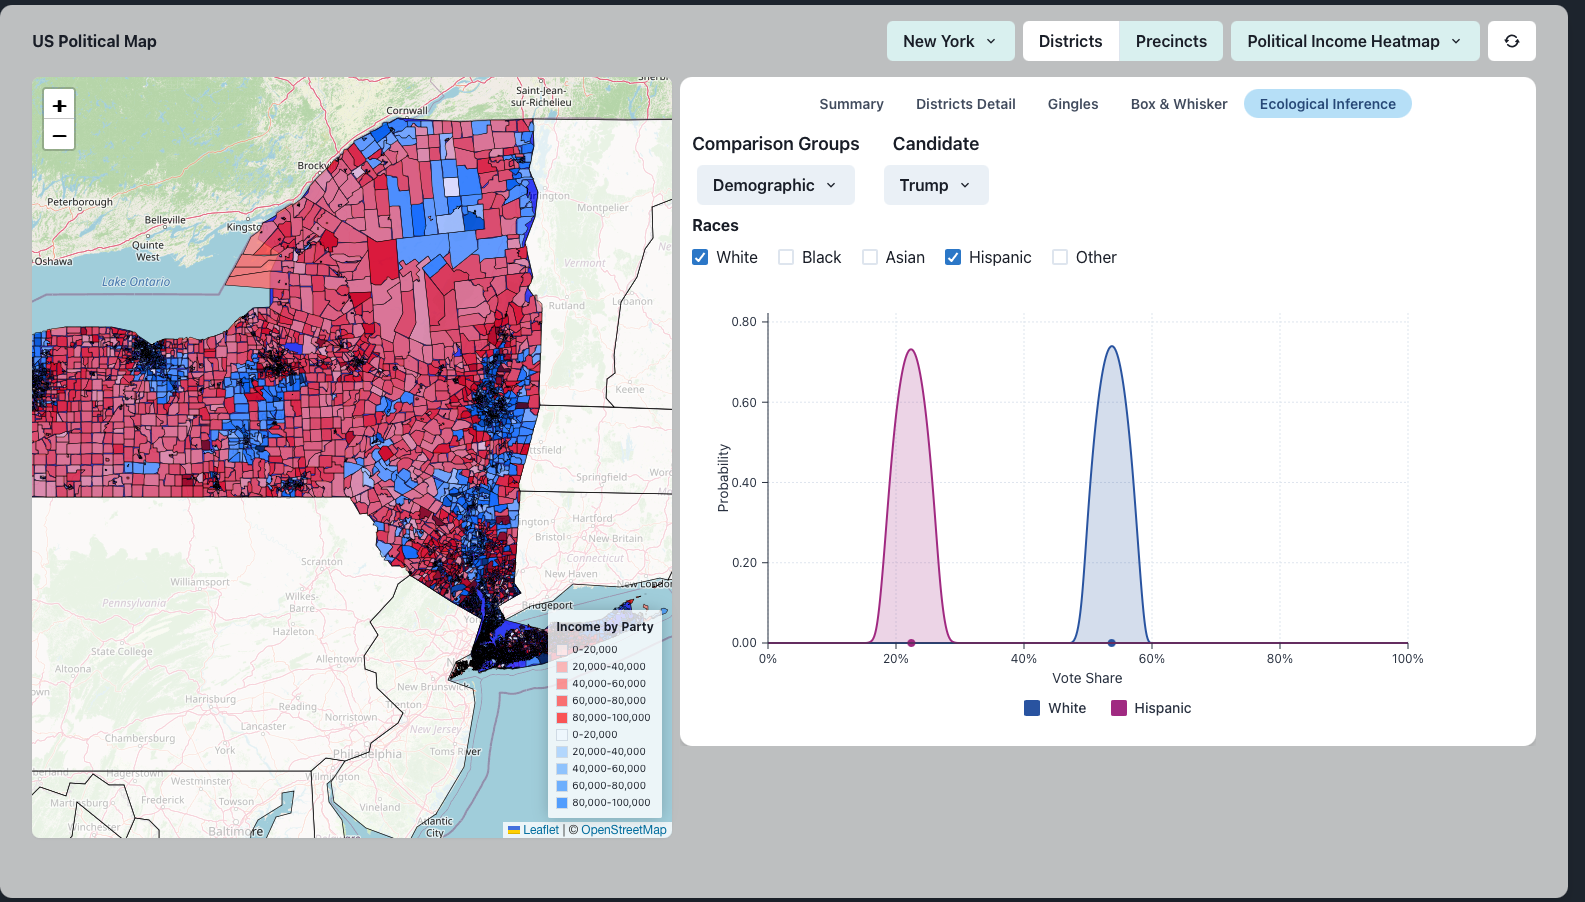 US Political Map
New York
Districts
Precincts
Political Income Heatmap
+
−
Saint-Jean-
sur-Richelieu
Cornwall
Peterborough
Belleville
Quinte
West
Oshawa
Lake Ontario
Montpelier
Vermont
Rutland
Lebanon
Keene
Springfield
Hartford
Bristol
New Britain
Connecticut
New Haven
New London
Scranton
Williamsport
Wilkes-
Barre
Pennsylvania
Hazleton
State College
Altoona
Allentown
New Brunswick
Harrisburg
Reading
Trenton
Norristown
Lancaster
New Jersey
Chambersburg
York
Philadelphia
Toms River
Hagerstown
Westminster
Wilmington
Martinsburg
Frederick
Towson
Vineland
Winchester
Baltimore
Atlantic
City
Income by Party
0-20,000
20,000-40,000
40,000-60,000
60,000-80,000
80,000-100,000
0-20,000
20,000-40,000
40,000-60,000
60,000-80,000
80,000-100,000
Leaflet | © OpenStreetMap
Summary
Districts Detail
Gingles
Box & Whisker
Ecological Inference
Comparison Groups
Candidate
Demographic
Trump
Races
White
Black
Asian
Hispanic
Other
0.80
0.60
0.40
0.20
0.00
Probability
0%
20%
40%
60%
80%
100%
Vote Share
White
Hispanic